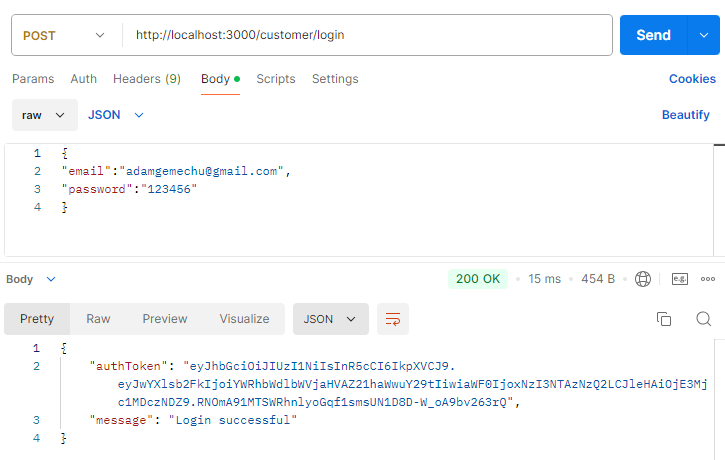 POST http://localhost:3000/customer/login Send
Params Auth Headers (9) Body Scripts Settings Cookies
raw JSON Beautify
1 {
2 "email":"adamgemechu@gmail.com",
3 "password":"123456"
4 }
Body 200 OK 15 ms 454 B e.g.
Pretty Raw Preview Visualize JSON
1 {
2 "authToken": "eyJhbGciOiJIUzI1NiIsInR5cCI6IkpXVCJ9.
eyJwYXlsb2FkIjoiYWRhbWdlbWVjaHVAZ21haWwuY29tIiwiaWF0IjoxNzI3NTAzNzQ2LCJleHAiOjE3Mj
c1MDczNDZ9.RNOmA91MTSWRhnlyoGqf1smsUN1D8D-W_oA9bv263rQ",
3 "message": "Login successful"
4 }